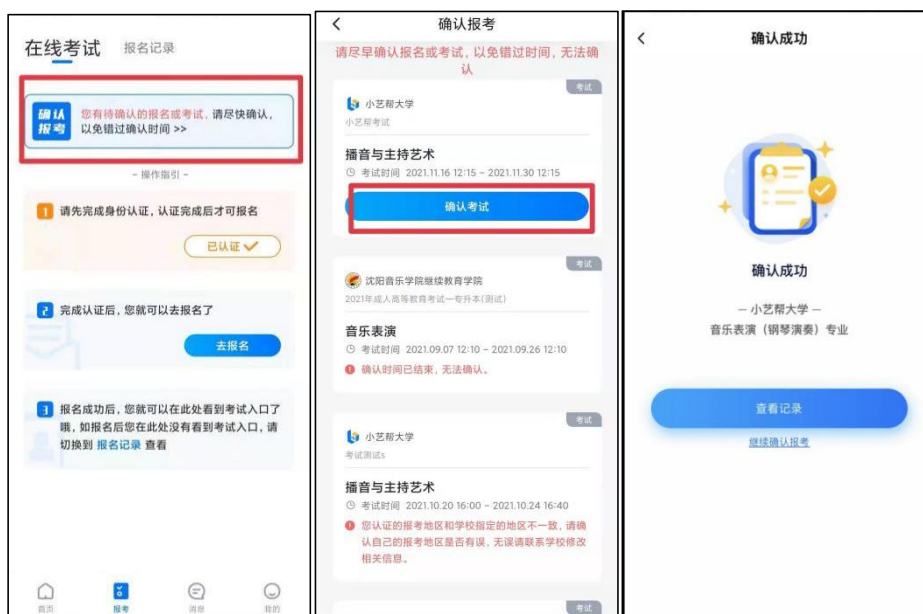 在线考试 报名记录
确认
报考
您有待确认的报名或考试，请尽快确认，
以免错过确认时间 >>
- 操作指引 -
1 请先完成身份认证，认证完成后才可报名
已认证
2 完成认证后，您就可以去报名了
去报名
3 报名成功后，您就可以在此处看到考试入口了
哦，如报名后您在此处没有看到考试入口，请
切换到 报名记录 查看
首页 报考 消息 我的
确认报考
请尽早确认报名或考试，以免错过时间，无法确
认
考试
小艺帮大学
小艺帮考试
播音与主持艺术
考试时间 2021.11.16 12:15 - 2021.11.30 12:15
确认考试
考试
沈阳音乐学院继续教育学院
2021年成人高等教育考试—专升本(测试)
音乐表演
考试时间 2021.09.07 12:10 - 2021.09.26 12:10
确认时间已结束，无法确认。
考试
小艺帮大学
考试测试s
播音与主持艺术
考试时间 2021.10.20 16:00 - 2021.10.24 16:40
您认证的报考地区和学校指定的地区不一致，请确
认自己的报考地区是否有误，无误请联系学校修改
相关信息。
考试
确认成功
确认成功
— 小艺帮大学 —
音乐表演（钢琴演奏）专业
查看记录
继续确认报考